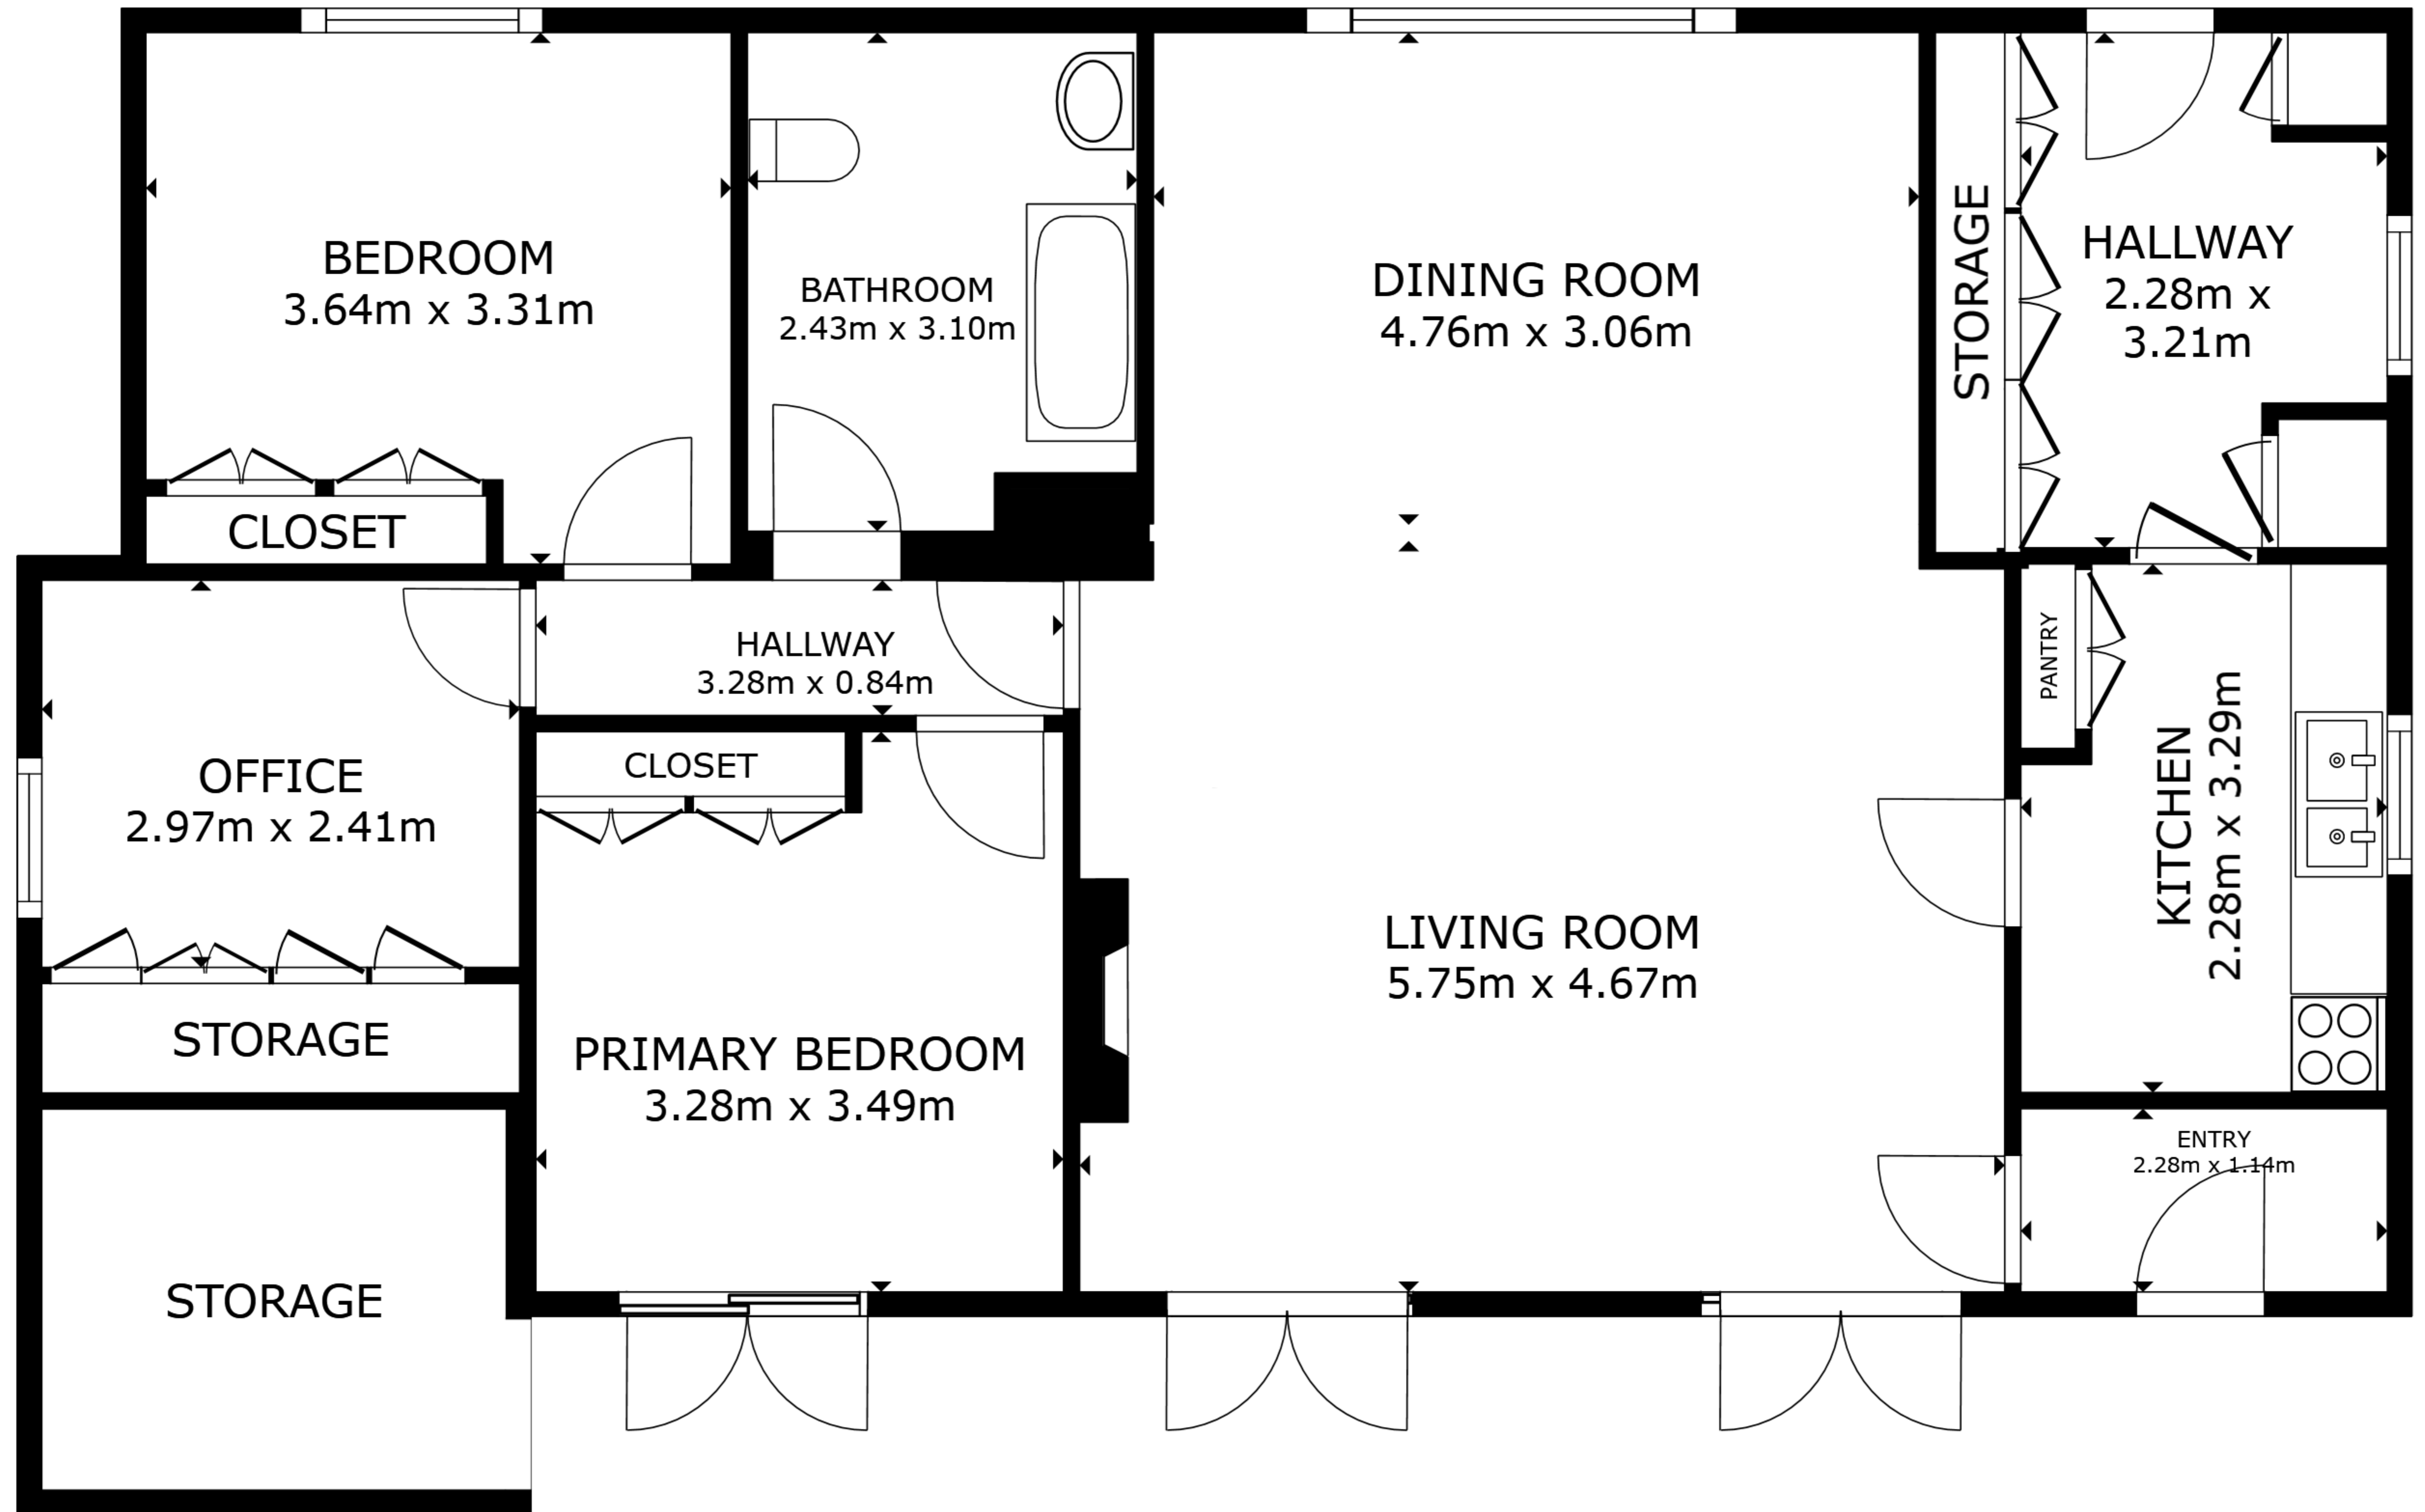 BEDROOM
3.64m x 3.31m
CLOSET
BATHROOM
2.43m x 3.10m
DINING ROOM
4.76m x 3.06m
STORAGE
HALLWAY
2.28m x
3.21m
OFFICE
2.97m x 2.41m
STORAGE
STORAGE
HALLWAY
3.28m x 0.84m
CLOSET
PRIMARY BEDROOM
3.28m x 3.49m
LIVING ROOM
5.75m x 4.67m
PANTRY
KITCHEN
2.28m x 3.29m
ENTRY
2.28m x 1.14m